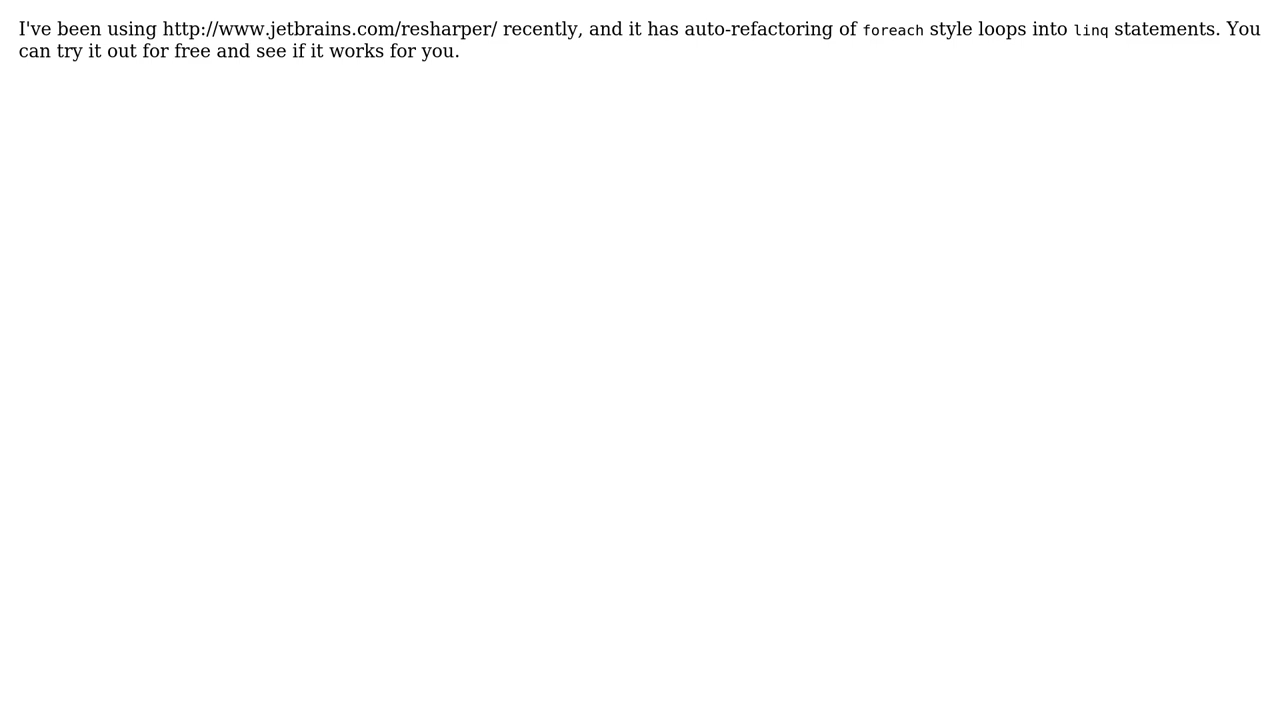 I've been using http://www.jetbrains.com/resharper/ recently, and it has auto-refactoring of foreach style loops into linq statements. You
can try it out for free and see if it works for you.